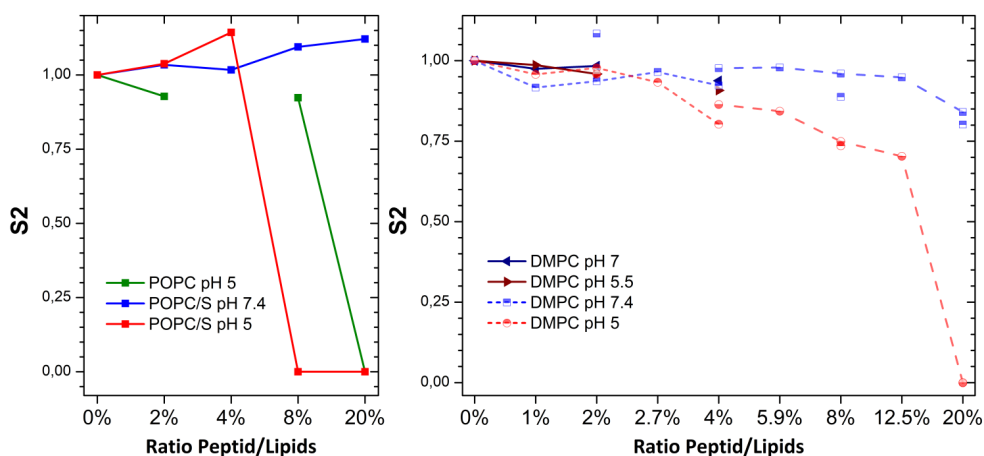 S2
1,00
0,75
0,50
0,25
0,00
POPC pH 5
POPC/S pH 7.4
POPC/S pH 5
0% 2% 4% 8% 20%
Ratio Peptid/Lipids
S2
1,00
0,75
0,50
0,25
0,00
DMPC pH 7
DMPC pH 5.5
DMPC pH 7.4
DMPC pH 5
0% 1% 2% 2.7% 4% 5.9% 8% 12.5% 20%
Ratio Peptid/Lipids